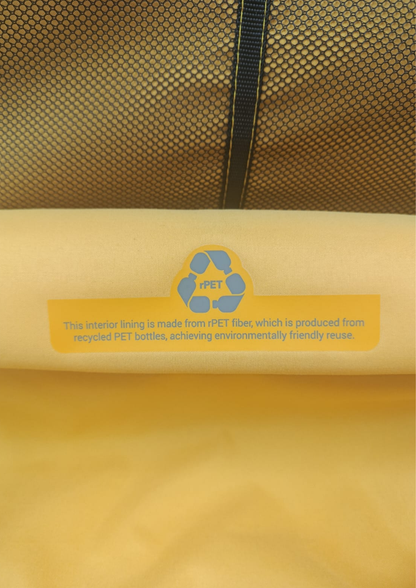 rPET
This interior lining is made from rPET fiber, which is produced from
recycled PET bottles, achieving environmentally friendly reuse.